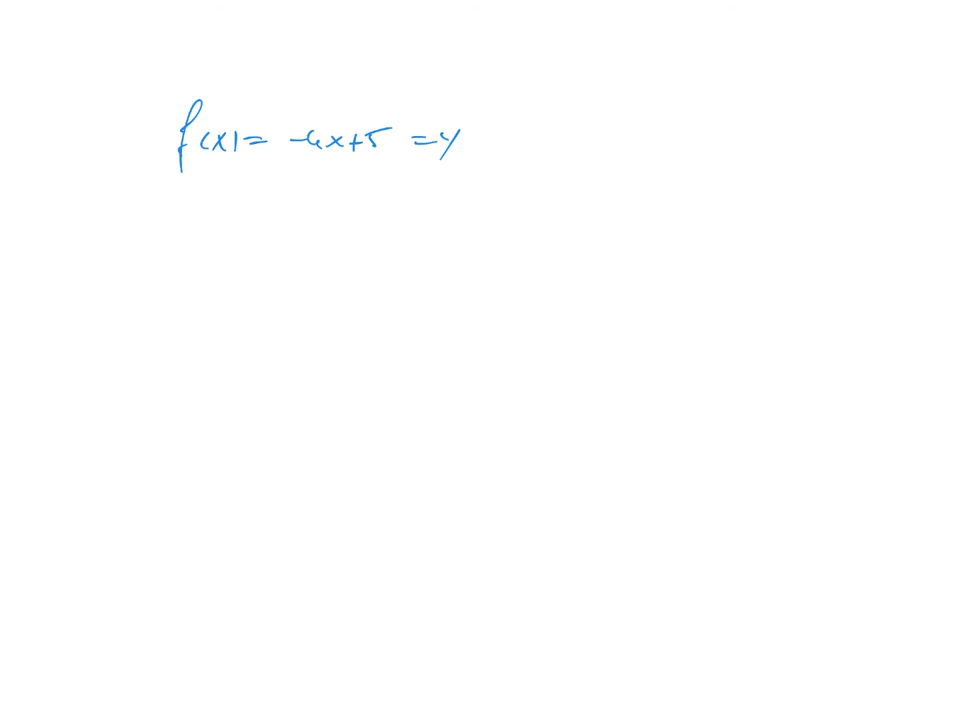 f(x) = -4x+5 = y